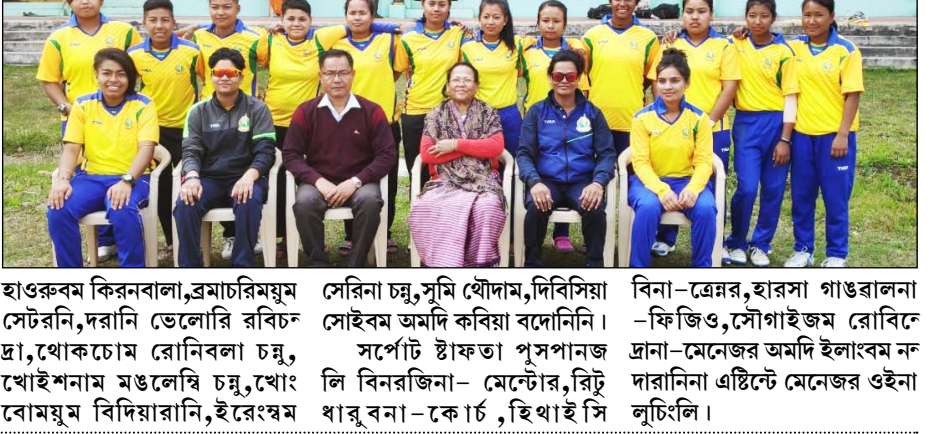 হাওরুবম কিরনবালা,ব্রমাচরিময়ুম
সেটরনি,দরানি ভেলোরি রবিচন্
দ্রা,থোকচোম রোনিবলা চনু,
খোইশনাম মঙলেম্বি চনু,খোং
বোময়ুম বিদিয়ারানি,ইরেংম্বম
সেরিনা চনু,সুমি থৌদাম,দিবিসিয়া
সোইবম অমদি কবিয়া বদোনিনি।
সর্পোট ষ্টাফতা পুসপানজ
লি বিনরজিনা- মেন্টোর,রিটু
ধারুবনা-কোর্চ,হিথাইসি
বিনা-ত্রেন্নর,হারসা গাঙৱালনা
-ফিজিও,সৌগাইজম রোবিন্দে
দ্রানা-মেনেজর অমদি ইলাংবম নন্
দারানিনা এষ্টিন্টে মেনেজর ওইনা
লুচিংলি।